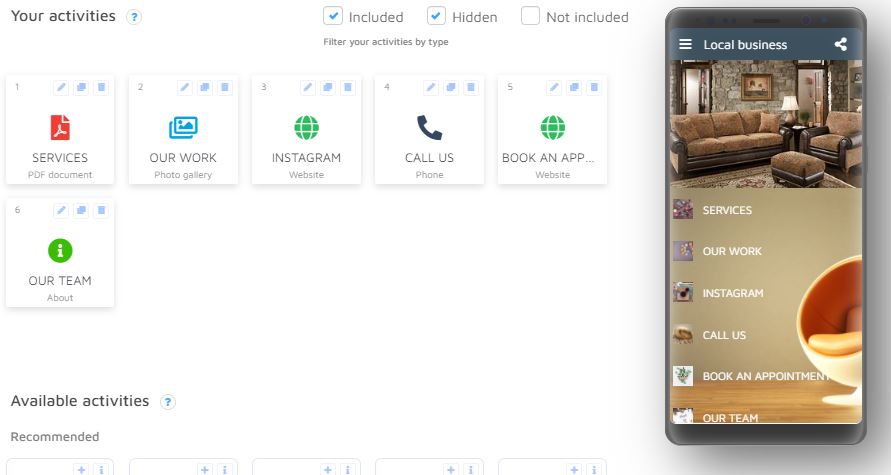 Your activities ?
Included
Hidden
Not included
Filter your activities by type
1
SERVICES
PDF document
2
OUR WORK
Photo gallery
3
INSTAGRAM
Website
4
CALL US
Phone
5
BOOK AN APP...
Website
6
OUR TEAM
About
Available activities ?
Recommended
Local business
SERVICES
OUR WORK
INSTAGRAM
CALL US
BOOK AN APPOINTMENT
OUR TEAM